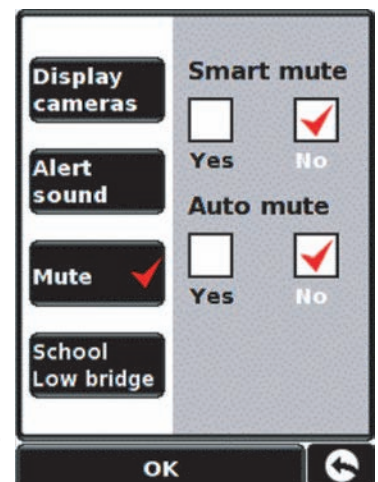 Display
cameras
Alert
sound
Mute
School
Low bridge
Smart mute
Yes No
Auto mute
Yes No
OK